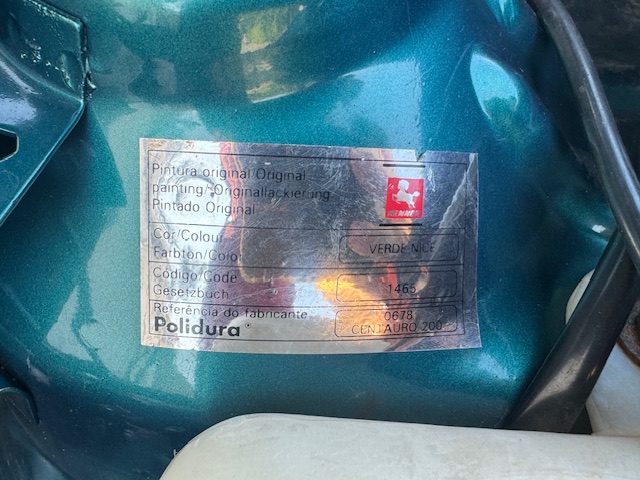 Pintura original/Original
painting/Originallackierung
Pintado Original
RENNER
Cor/Colour
Farbton/Color
VERDE NICE
Código/Code
Gesetzbuch
1465
Referência do fabricante
Polidura
0678
CENTAURO 200